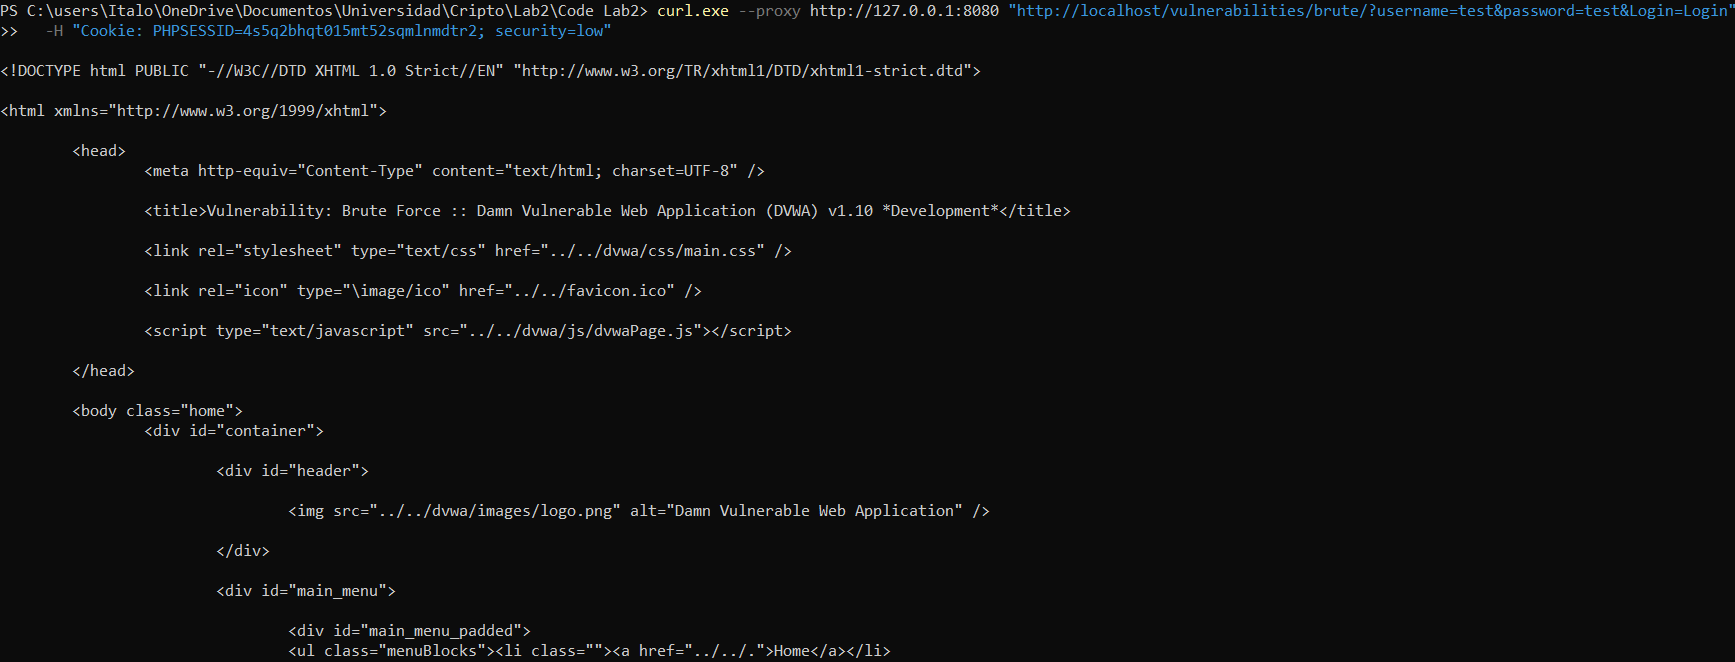 PS C:\users\Italo\OneDrive\Documentos\Universidad\Cripto\Lab2\Code Lab2> curl.exe --proxy http://127.0.0.1:8080 "http://localhost/vulnerabilities/brute/?username=test&password=test&Login=Login"
>>   -H "Cookie: PHPSESSID=4s5q2bhqt015mt52sqmlnmdtr2; security=low"
<!DOCTYPE html PUBLIC "-//W3C//DTD XHTML 1.0 Strict//EN" "http://www.w3.org/TR/xhtml1/DTD/xhtml1-strict.dtd">
<html xmlns="http://www.w3.org/1999/xhtml">
<head>
<meta http-equiv="Content-Type" content="text/html; charset=UTF-8" />
<title>Vulnerability: Brute Force :: Damn Vulnerable Web Application (DVWA) v1.10 *Development*</title>
<link rel="stylesheet" type="text/css" href="../../dvwa/css/main.css" />
<link rel="icon" type="\image/ico" href="../../favicon.ico" />
<script type="text/javascript" src="../../dvwa/js/dvwaPage.js"></script>
</head>
<body class="home">
<div id="container">
<div id="header">
<img src="../../dvwa/images/logo.png" alt="Damn Vulnerable Web Application" />
</div>
<div id="main_menu">
<div id="main_menu_padded">
<ul class="menuBlocks"><li class=""><a href="../../.">Home</a></li>